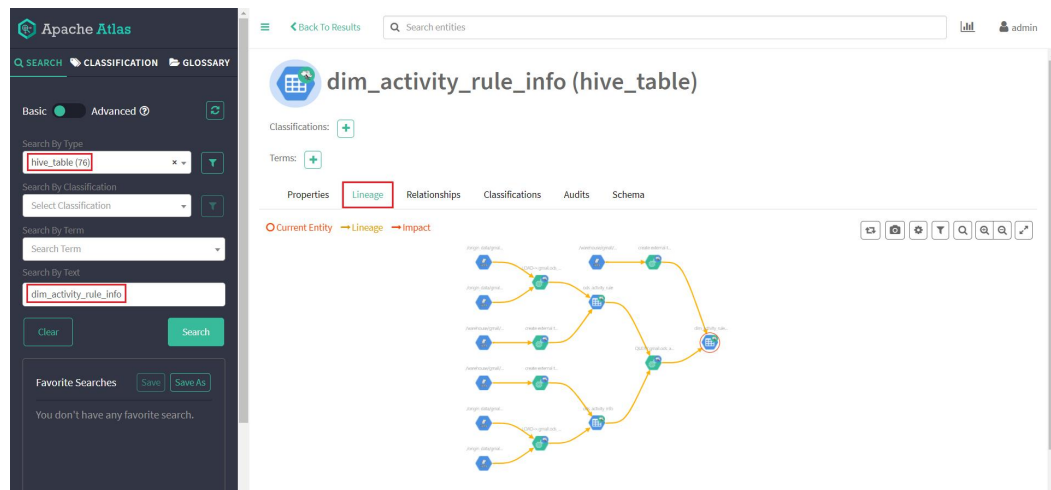 Apache Atlas
SEARCH CLASSIFICATION GLOSSARY
Basic Advanced
Search By Type
hive_table (76)
Search By Classification
Select Classification
Search By Term
Search Term
Search By Text
dim_activity_rule_info
Clear Search
Favorite Searches Save Save As
You don't have any favorite search.
Back To Results Search entities admin
dim_activity_rule_info (hive_table)
Classifications:
Terms:
Properties Lineage Relationships Classifications Audits Schema
Current Entity Lineage Impact